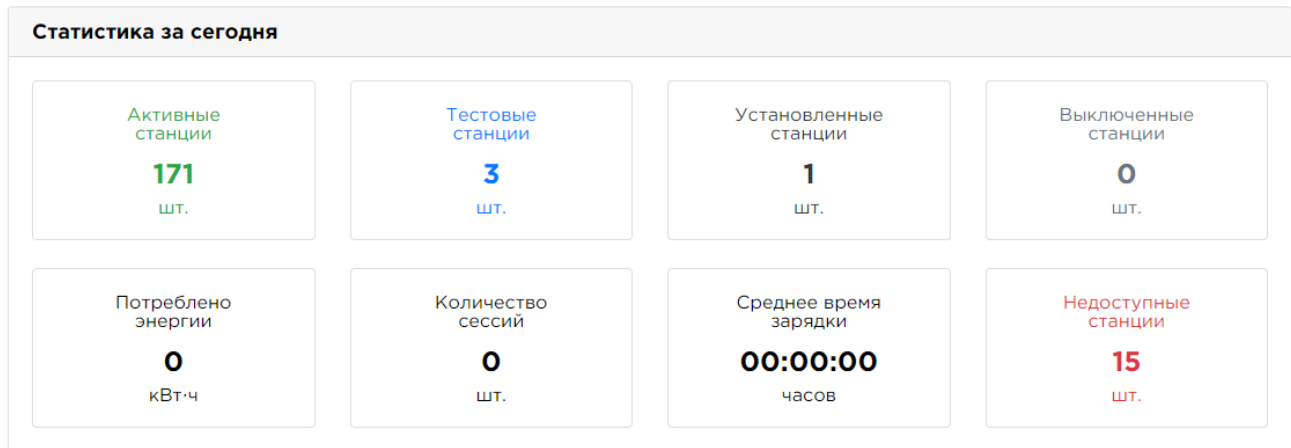 Статистика за сегодня
Активные
станции
171
шт.
Тестовые
станции
3
шт.
Установленные
станции
1
шт.
Выключенные
станции
0
шт.
Потреблено
энергии
0
кВт·ч
Количество
сессий
0
шт.
Среднее время
зарядки
00:00:00
часов
Недоступные
станции
15
шт.